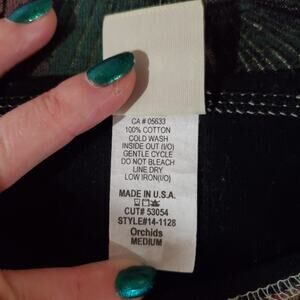 CA # 05633
100% COTTON
COLD WASH
INSIDE OUT (I/O)
GENTLE CYCLE
DO NOT BLEACH
LINE DRY
LOW IRON(I/O)
MADE IN U.S.A.
CUT# 53054
STYLE#14-1128
Orchids
MEDIUM